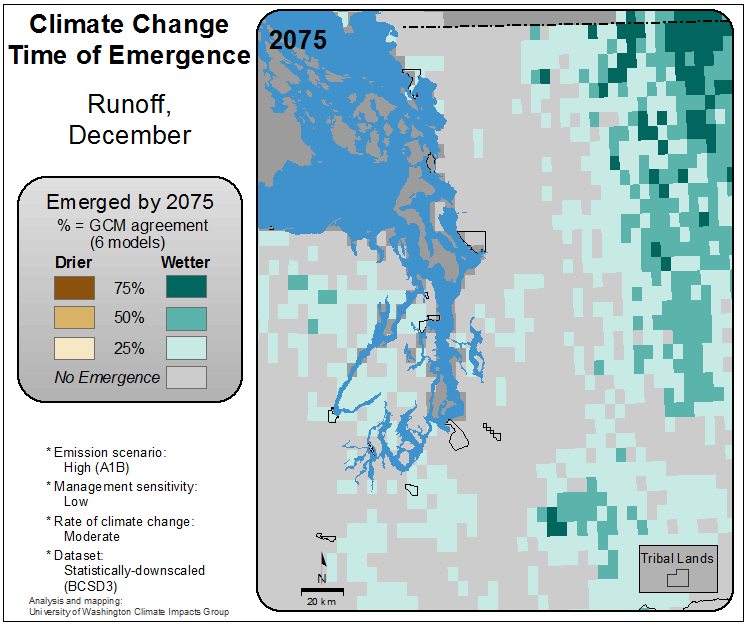 Climate Change
Time of Emergence
Runoff,
December
Emerged by 2075
% = GCM agreement
(6 models)
Drier Wetter
75%
50%
25%
No Emergence
* Emission scenario:
High (A1B)
* Management sensitivity:
Low
* Rate of climate change:
Moderate
* Dataset:
Statistically-downscaled
(BCSD3)
Analysis and mapping:
University of Washington Climate Impacts Group
2075
N
20 km
Tribal Lands